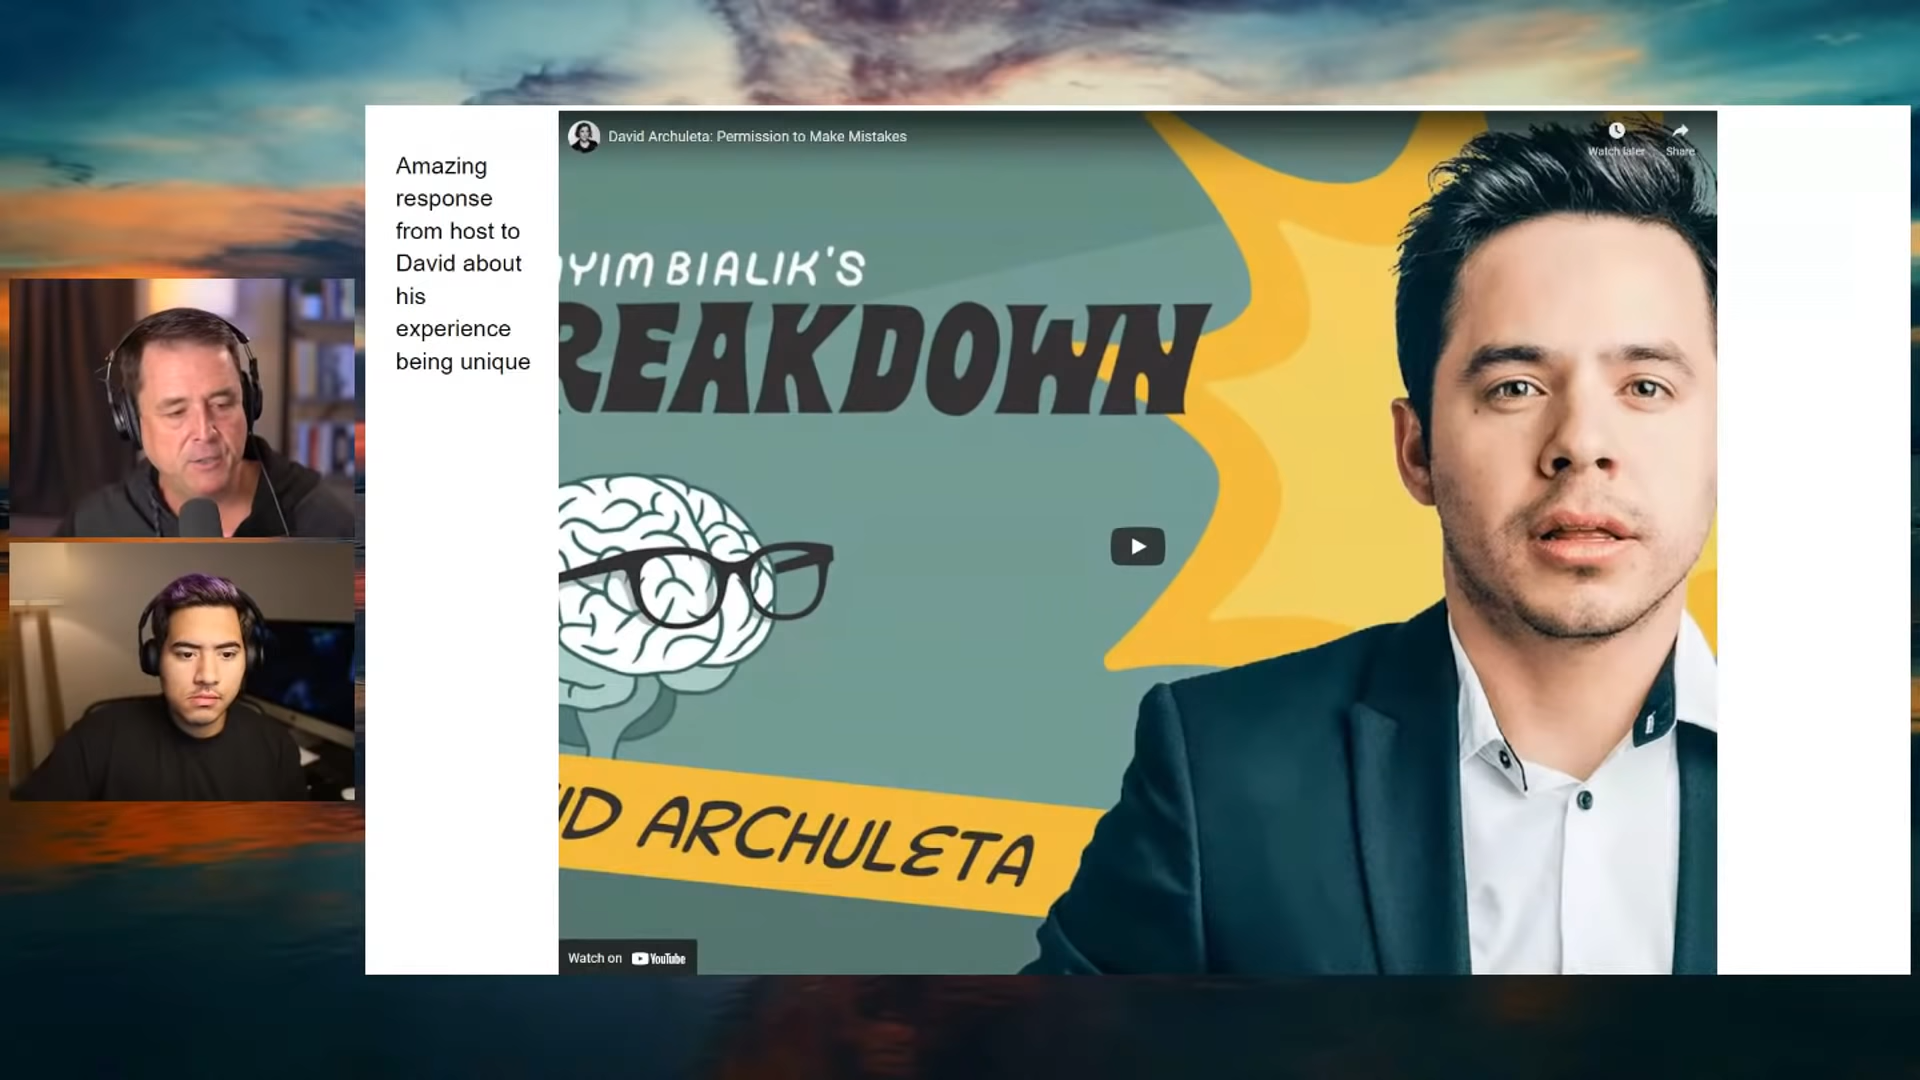 Amazing
response
from host to
David about
his
experience
being unique
David Archuleta: Permission to Make Mistakes
Watch later
Share
YIM BIALIK'S
REAKDOWN
ID ARCHULETA
Watch on YouTube